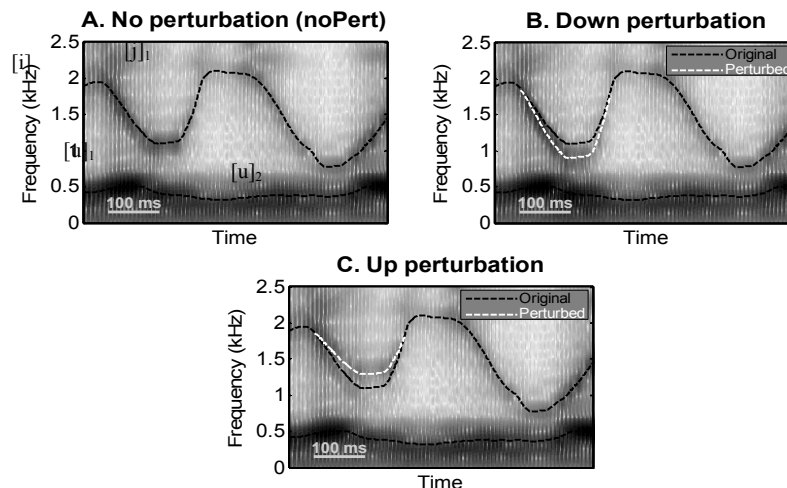 A. No perturbation (noPert)
2.5
2
1.5
1
0.5
0
Frequency (kHz)
[i]
[j]₁
[u]₁
[u]₂
100 ms
Time
B. Down perturbation
2.5
2
1.5
1
0.5
0
Frequency (kHz)
Original
Perturbed
100 ms
Time
C. Up perturbation
2.5
2
1.5
1
0.5
0
Frequency (kHz)
Original
Perturbed
100 ms
Time